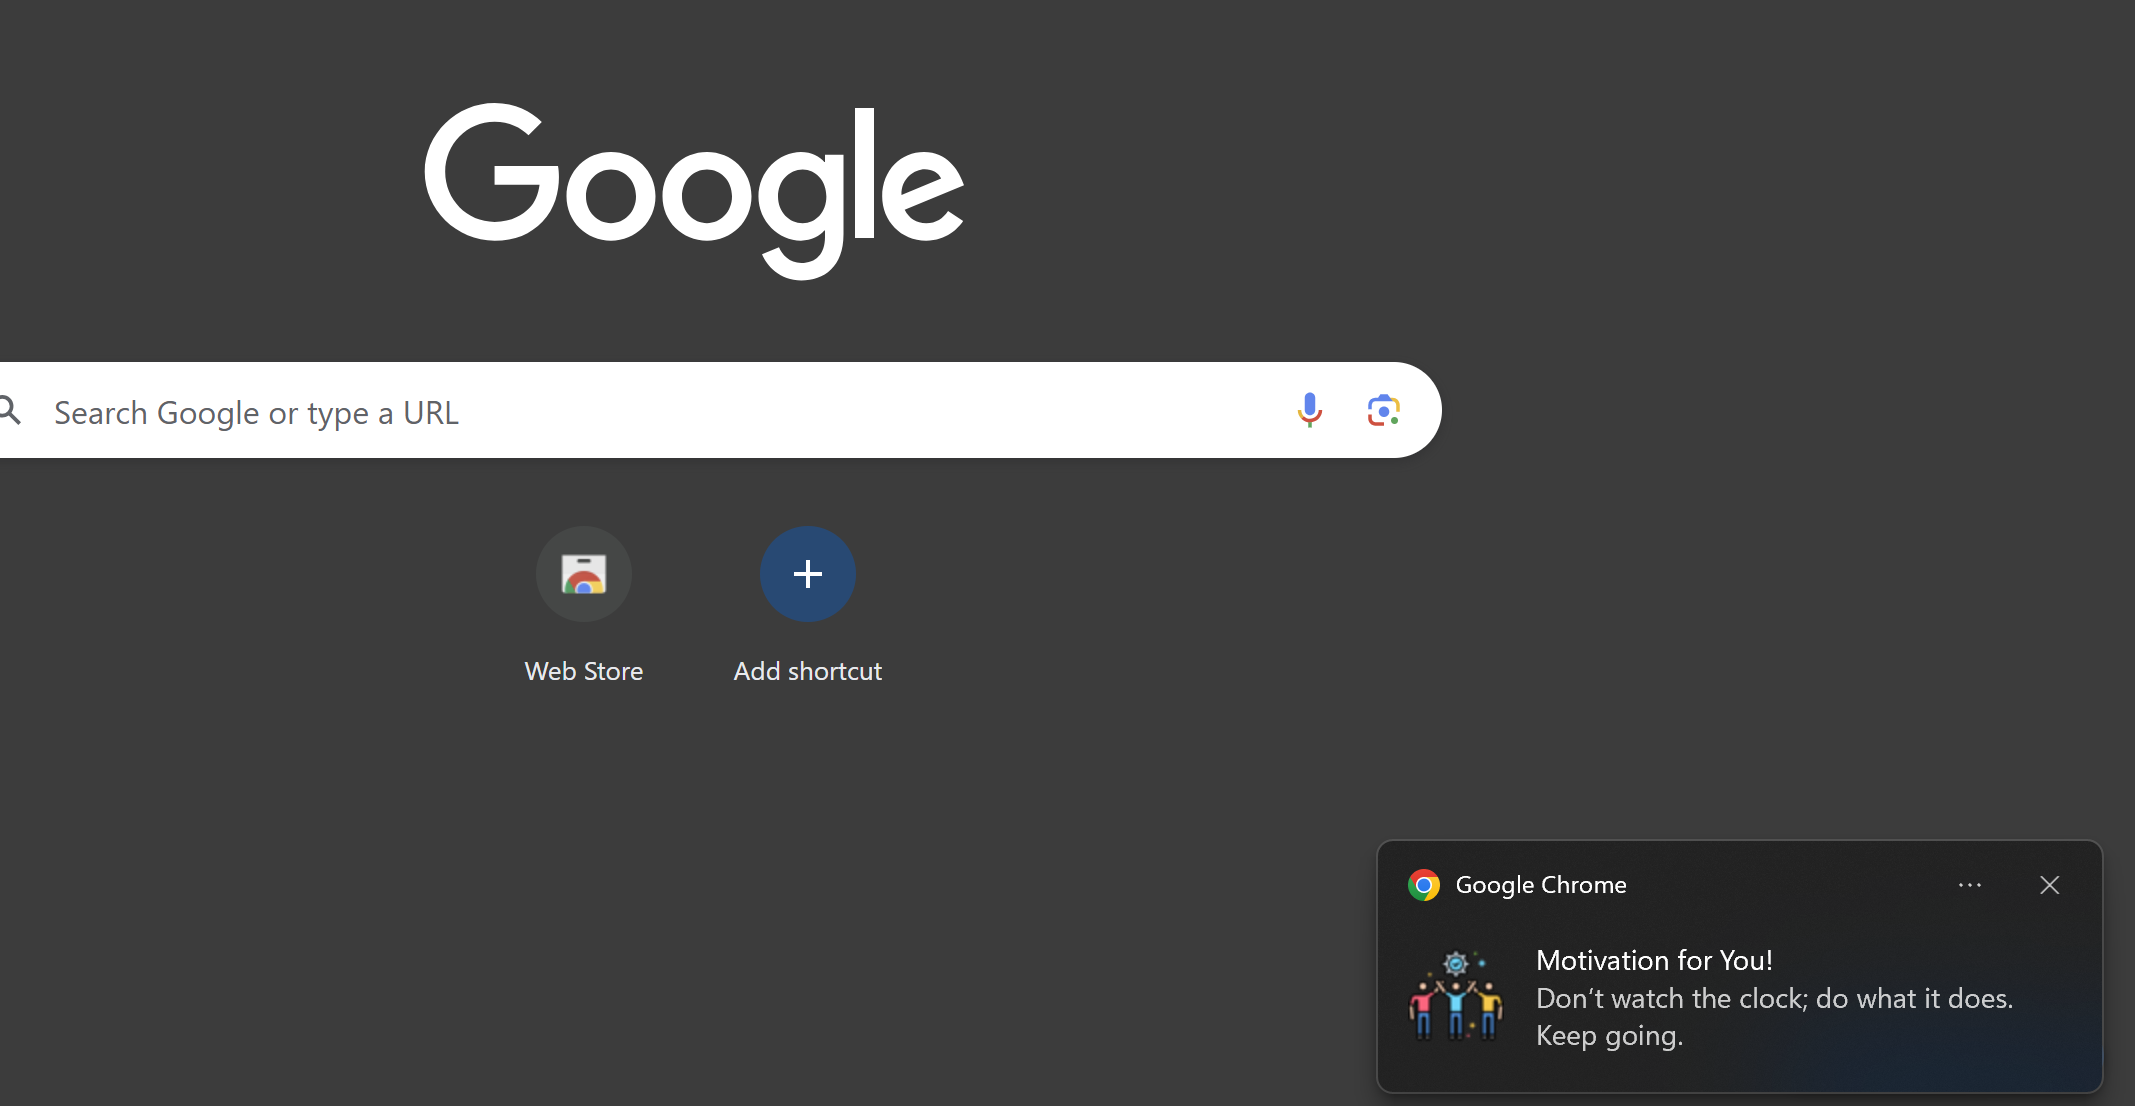 Google
Search Google or type a URL
Web Store
Add shortcut
Google Chrome
Motivation for You!
Don’t watch the clock; do what it does.
Keep going.